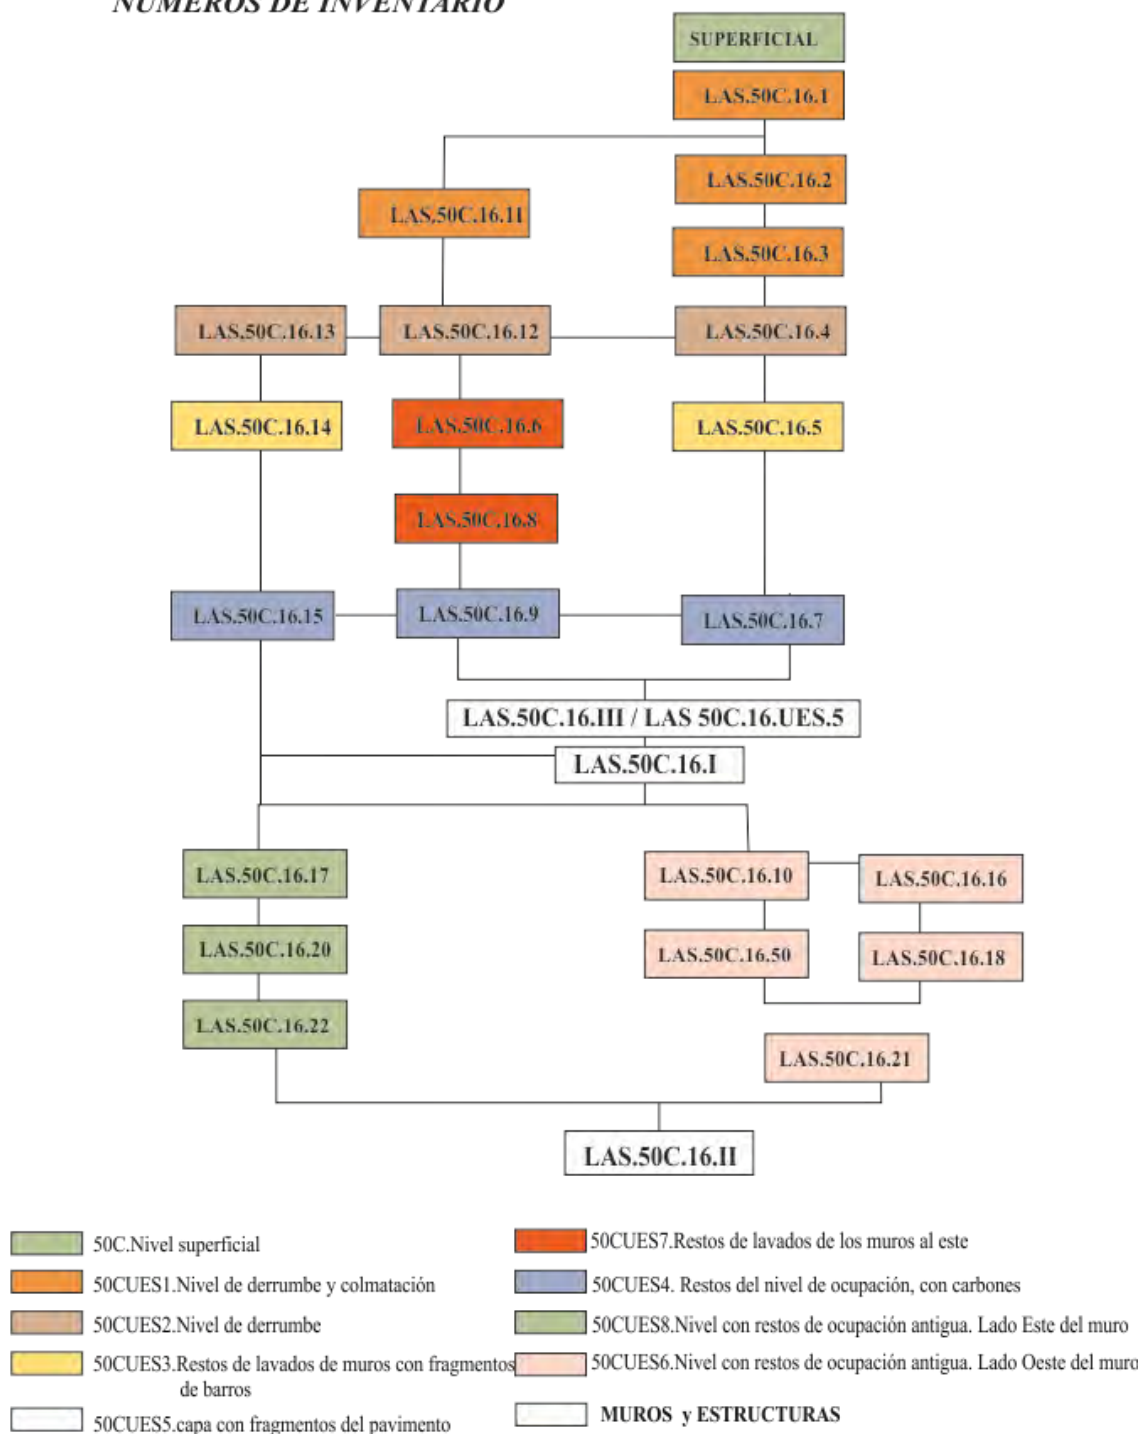 NUMEROS DE INVENTARIO
SUPERFICIAL
LAS.50C.16.1
LAS.50C.16.2
LAS.50C.16.11
LAS.50C.16.3
LAS.50C.16.13
LAS.50C.16.12
LAS.50C.16.4
LAS.50C.16.14
LAS.50C.16.6
LAS.50C.16.5
LAS.50C.16.8
LAS.50C.16.15
LAS.50C.16.9
LAS.50C.16.7
LAS.50C.16.III / LAS 50C.16.UES.5
LAS.50C.16.I
LAS.50C.16.17
LAS.50C.16.10
LAS.50C.16.16
LAS.50C.16.20
LAS.50C.16.50
LAS.50C.16.18
LAS.50C.16.22
LAS.50C.16.21
LAS.50C.16.II
50C.Nivel superficial
50CUES1.Nivel de derrumbe y colmatación
50CUES2.Nivel de derrumbe
50CUES3.Restos de lavados de muros con fragmentos
de barros
50CUES5.capa con fragmentos del pavimento
50CUES7.Restos de lavados de los muros al este
50CUES4. Restos del nivel de ocupación, con carbones
50CUES8.Nivel con restos de ocupación antigua. Lado Este del muro
50CUES6.Nivel con restos de ocupación antigua. Lado Oeste del muro
MUROS y ESTRUCTURAS